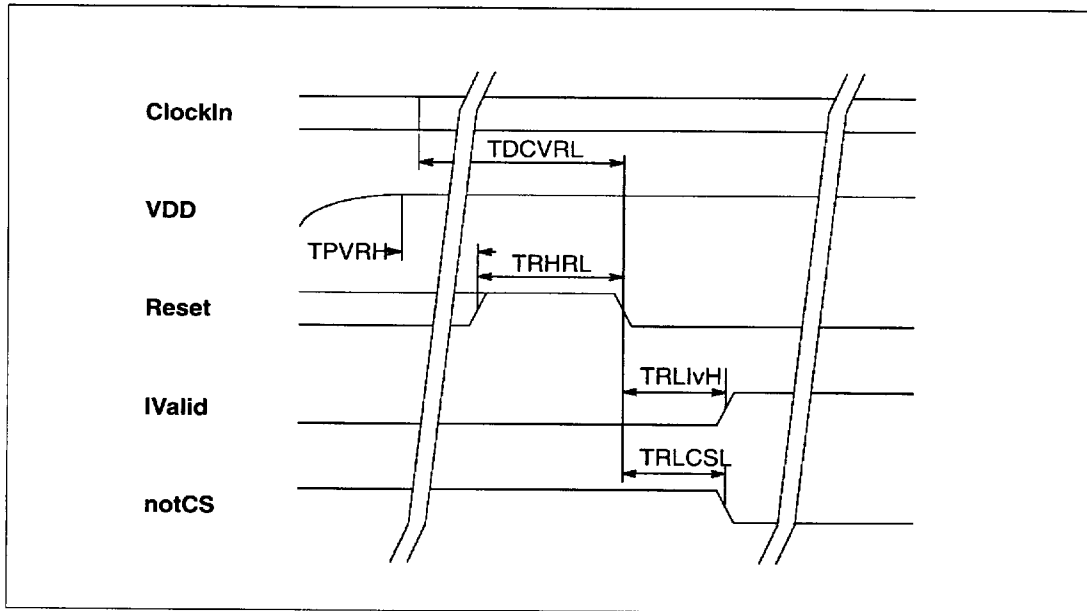 ClockIn
TDCVRL
VDD
TPVRH
TRHRL
Reset
TRLIvH
IValid
TRLCSL
notCS